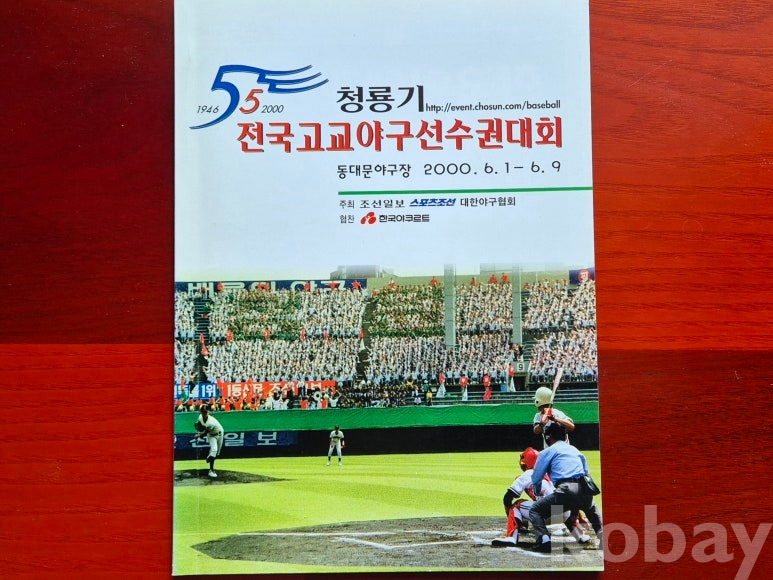 1946 55 2000
청룡기 http://event.chosun.com/baseball
전국고교야구선수권대회
동대문야구장 2000. 6. 1 - 6. 9
주최 조선일보 스포츠조선 대한야구협회
협찬 한국야쿠르트
선일보
kobay